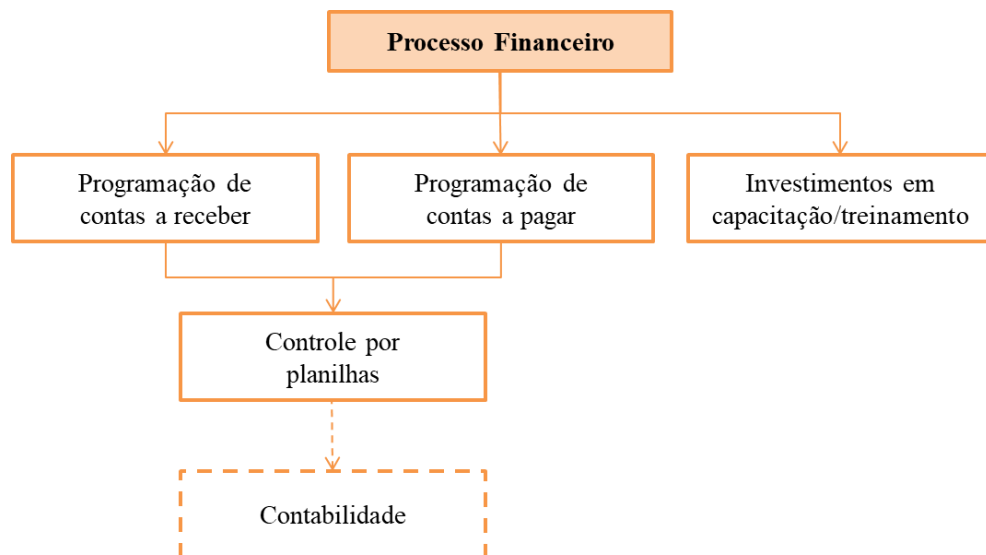 Processo Financeiro
Programação de
contas a receber
Programação de
contas a pagar
Investimentos em
capacitação/treinamento
Controle por
planilhas
Contabilidade